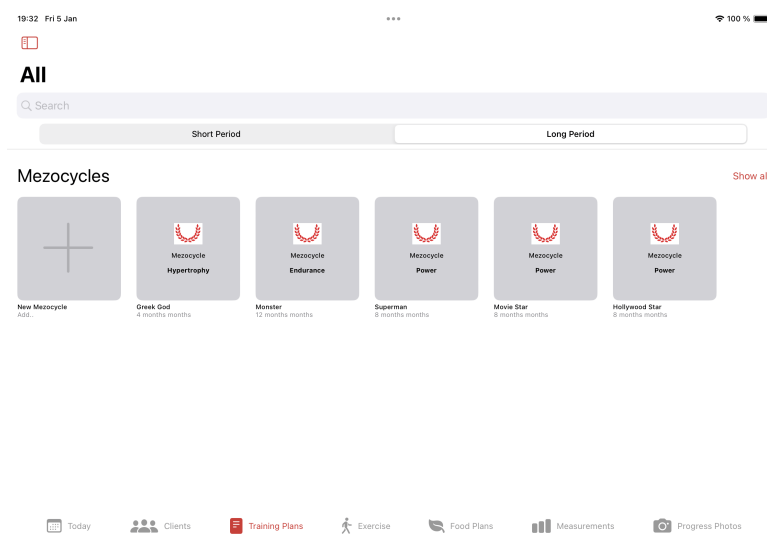 19:32 Fri 5 Jan
100 %
All
Search
Short Period
Long Period
Mezocycles
Show al
New Mezocycle
Add..
Mezocycle
Hypertrophy
Greek God
4 months months
Mezocycle
Endurance
Monster
12 months months
Mezocycle
Power
Superman
8 months months
Mezocycle
Power
Movie Star
8 months months
Mezocycle
Power
Hollywood Star
8 months months
Today
Clients
Training Plans
Exercise
Food Plans
Measurements
Progress Photos